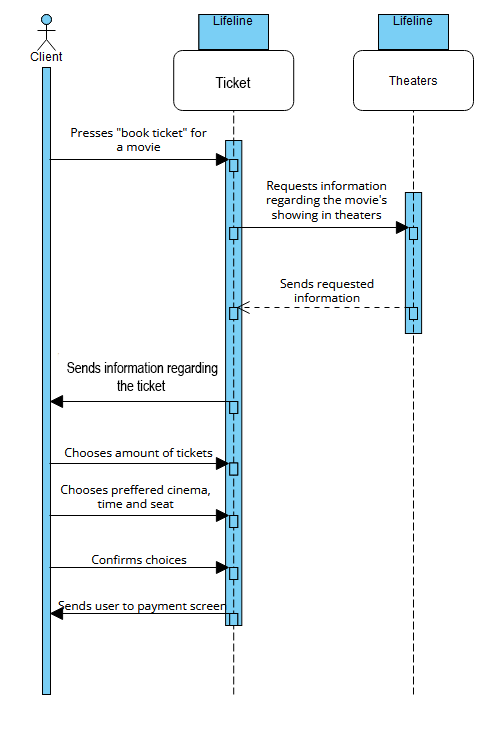 Lifeline
Lifeline
Client
Ticket
Theaters
Presses "book ticket" for
a movie
Requests information
regarding the movie's
showing in theaters
Sends requested
information
Sends information regarding
the ticket
Chooses amount of tickets
Chooses preffered cinema,
time and seat
Confirms choices
Sends user to payment screen